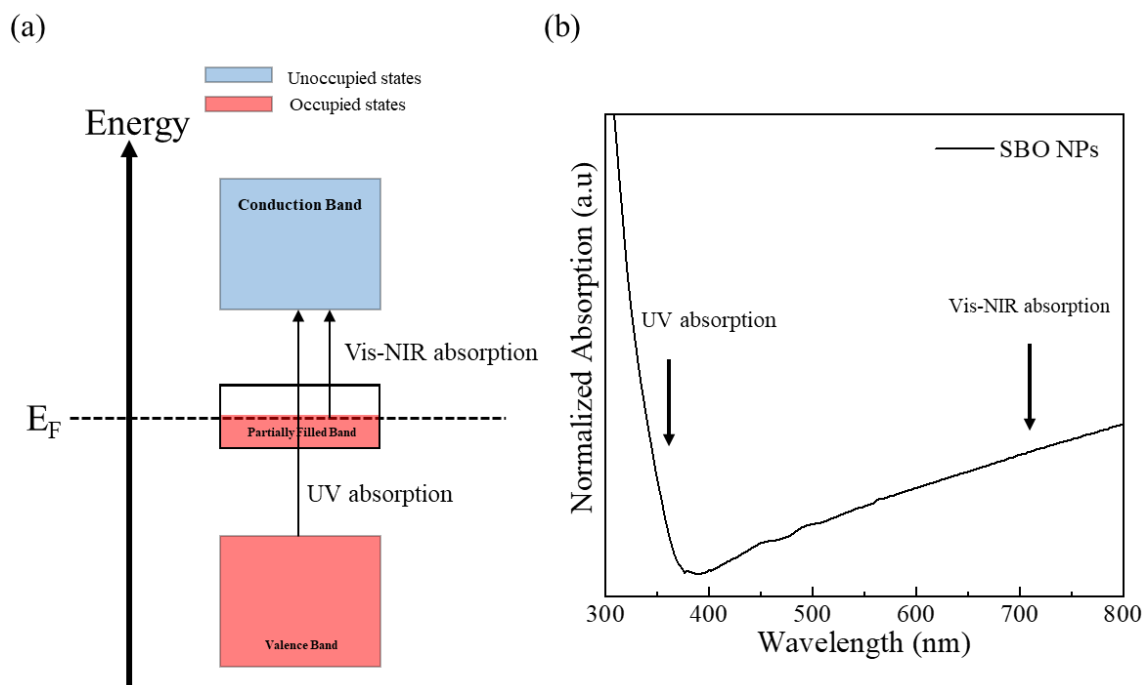 (a)
Unoccupied states
Occupied states
Energy
Conduction Band
Vis-NIR absorption
E_F
Partially Filled Band
UV absorption
Valence Band
(b)
SBO NPs
Normalized Absorption (a.u)
UV absorption
Vis-NIR absorption
300 400 500 600 700 800
Wavelength (nm)